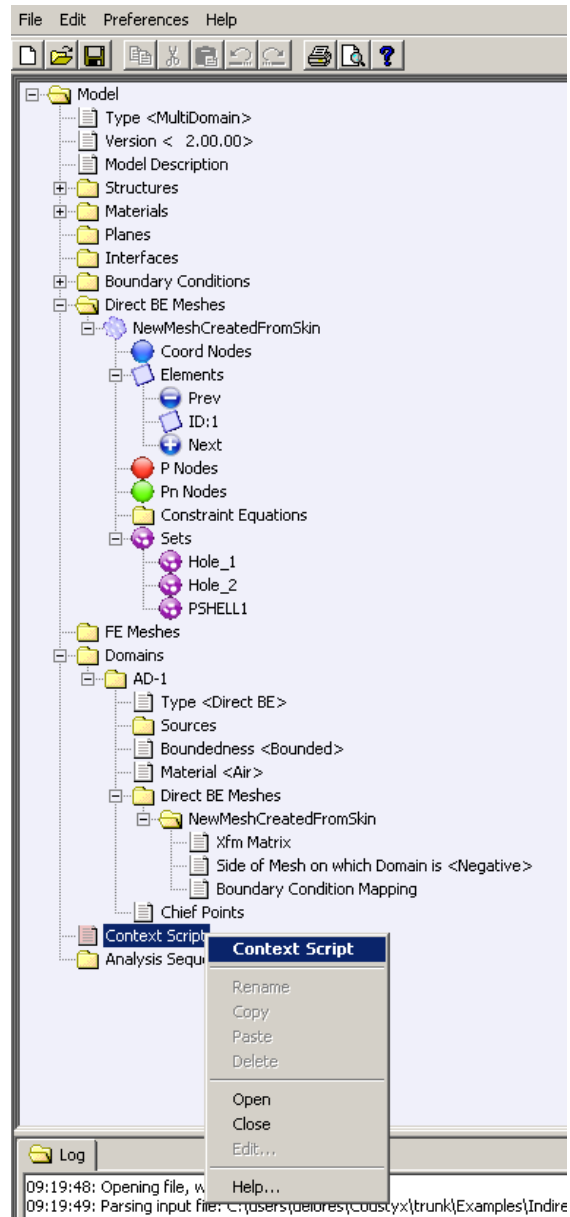 File Edit Preferences Help
Model
Type <MultiDomain>
Version < 2.00.00>
Model Description
Structures
Materials
Planes
Interfaces
Boundary Conditions
Direct BE Meshes
NewMeshCreatedFromSkin
Coord Nodes
Elements
Prev
ID:1
Next
P Nodes
Pn Nodes
Constraint Equations
Sets
Hole_1
Hole_2
PSHELL1
FE Meshes
Domains
AD-1
Type <Direct BE>
Sources
Boundedness <Bounded>
Material <Air>
Direct BE Meshes
NewMeshCreatedFromSkin
Xfm Matrix
Side of Mesh on which Domain is <Negative>
Boundary Condition Mapping
Chief Points
Context Script
Analysis Sequ
Context Script
Rename
Copy
Paste
Delete
Open
Close
Edit...
Help...
Log
09:19:48: Opening file, w
09:19:49: Parsing input file: C:\users\delores\Coustyx\trunk\Examples\Indire